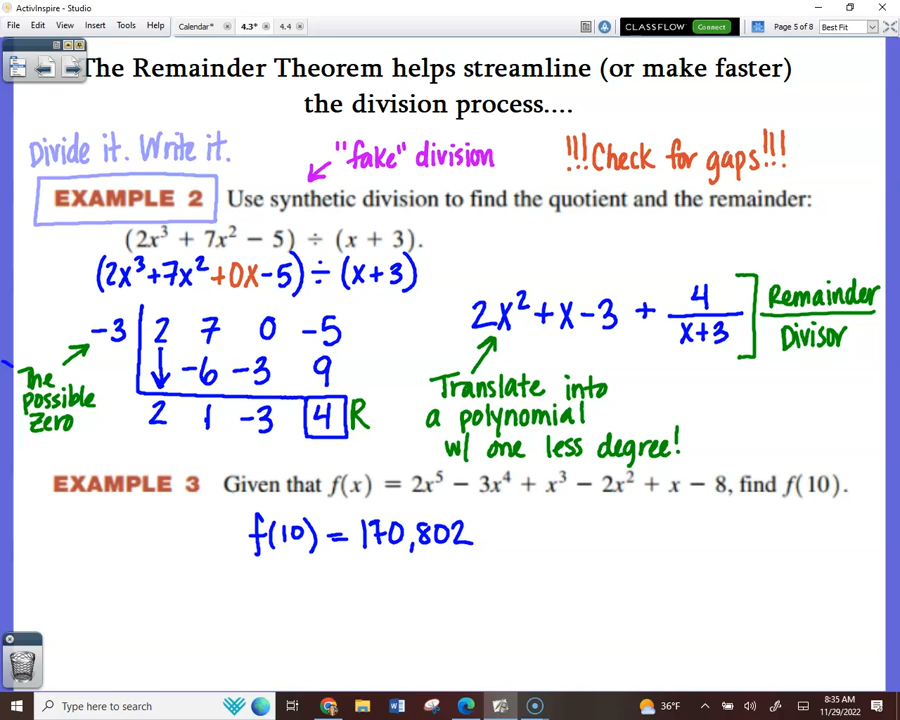 ActivInspire - Studio
File Edit View Insert Tools Help
Calendar* 4.3* 4.4
CLASSFLOW Connect
Page 5 of 8 Best Fit
The Remainder Theorem helps streamline (or make faster)
the division process....
Divide it. Write it.
"fake" division
!!!Check for gaps!!!
EXAMPLE 2 Use synthetic division to find the quotient and the remainder:
(2x³ + 7x² − 5) ÷ (x + 3).
(2x³+7x²+0x-5)÷(x+3)
-3 2 7 0 -5
-6 -3 9
2 1 -3 4 R
The
possible
zero
2x²+x-3 + 4/(x+3)
Remainder
Divisor
Translate into
a polynomial
w/ one less degree!
EXAMPLE 3 Given that f(x) = 2x⁵ − 3x⁴ + x³ − 2x² + x − 8, find f(10).
f(10) = 170,802
Type here to search
36°F
8:35 AM
11/29/2022